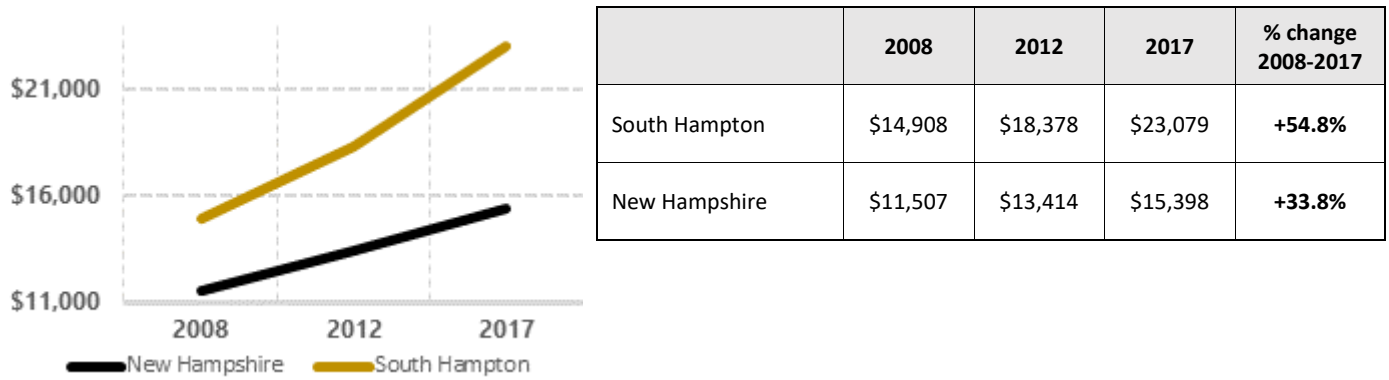 $21,000
$16,000
$11,000
2008 2012 2017
New Hampshire South Hampton
2008 2012 2017 % change
2008-2017
South Hampton $14,908 $18,378 $23,079 +54.8%
New Hampshire $11,507 $13,414 $15,398 +33.8%